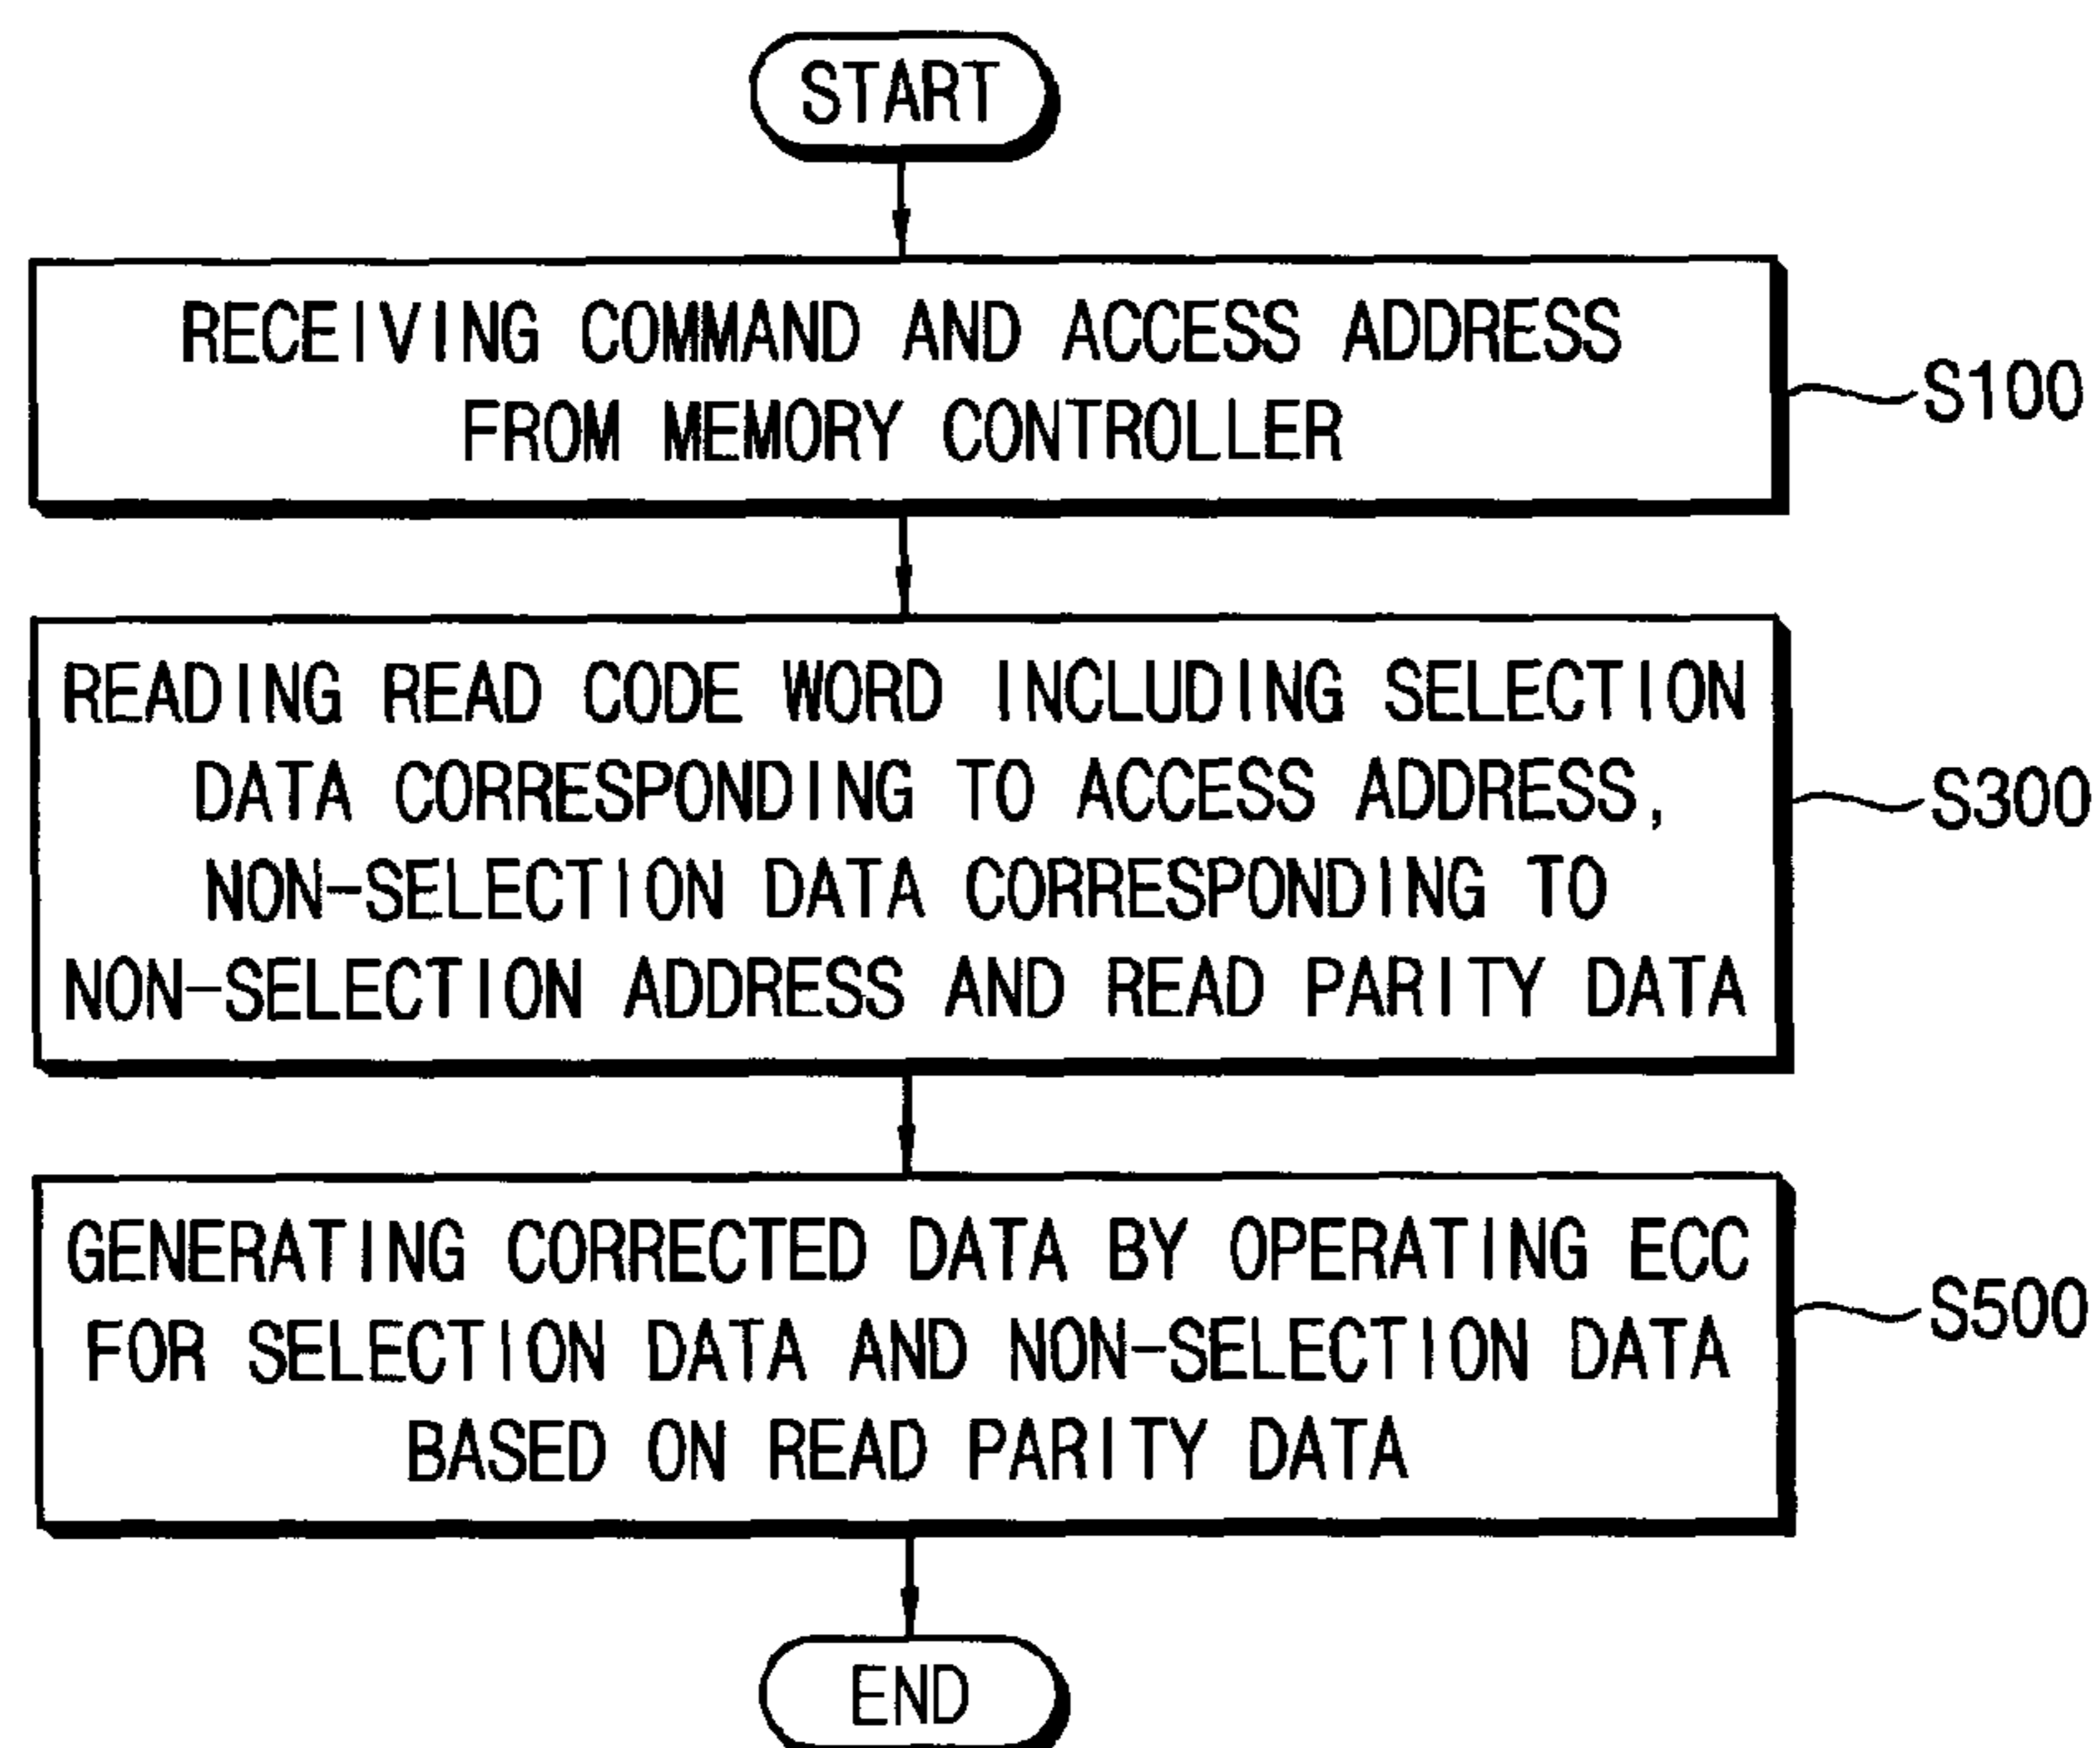 START
RECEIVING COMMAND AND ACCESS ADDRESS
FROM MEMORY CONTROLLER
S100
READING READ CODE WORD INCLUDING SELECTION
DATA CORRESPONDING TO ACCESS ADDRESS,
NON-SELECTION DATA CORRESPONDING TO
NON-SELECTION ADDRESS AND READ PARITY DATA
S300
GENERATING CORRECTED DATA BY OPERATING ECC
FOR SELECTION DATA AND NON-SELECTION DATA
BASED ON READ PARITY DATA
S500
END